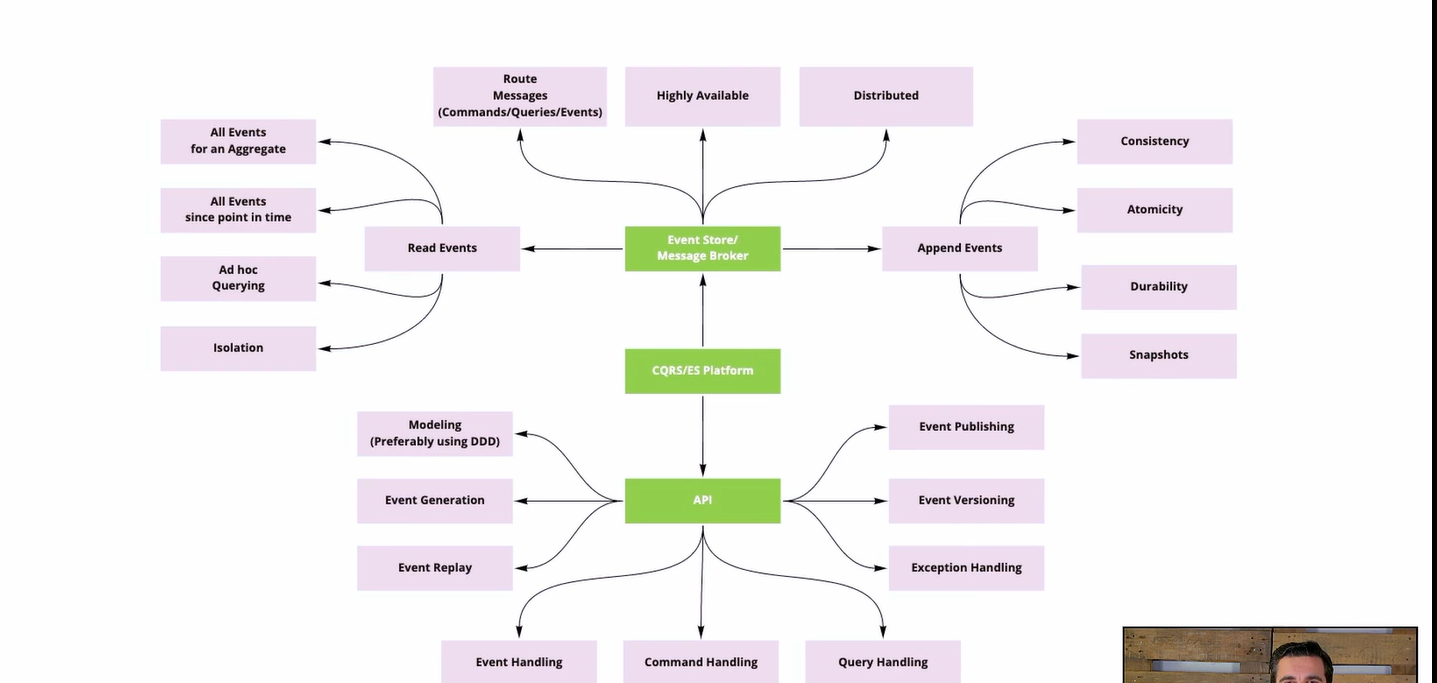 Route
Messages
(Commands/Queries/Events)
Highly Available
Distributed
All Events
for an Aggregate
Consistency
All Events
since point in time
Atomicity
Read Events
Event Store/
Message Broker
Append Events
Ad hoc
Querying
Durability
Isolation
Snapshots
CQRS/ES Platform
Modeling
(Preferably using DDD)
Event Publishing
Event Generation
API
Event Versioning
Event Replay
Exception Handling
Event Handling
Command Handling
Query Handling